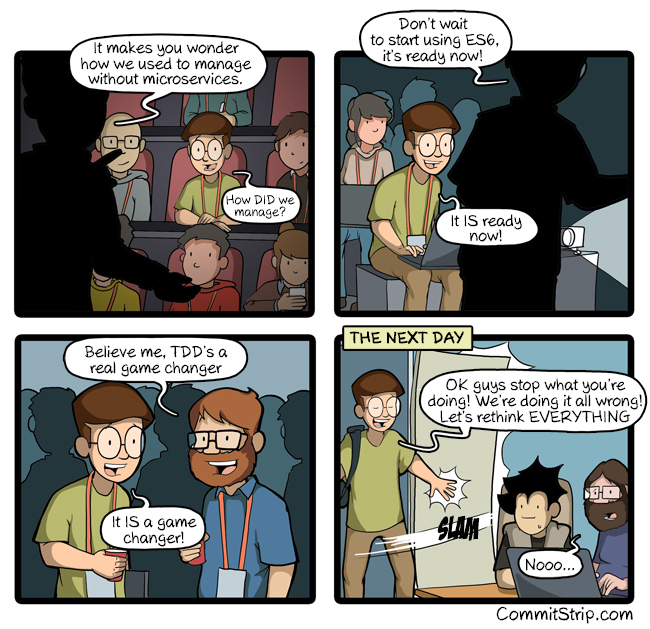 It makes you wonder
how we used to manage
without microservices.
How DID we
manage?
Don't wait
to start using ES6,
it's ready now!
It IS ready
now!
Believe me, TDD's a
real game changer
It IS a game
changer!
THE NEXT DAY
OK guys stop what you're
doing! We're doing it all wrong!
Let's rethink EVERYTHING
SLAM
Nooo...
CommitStrip.com